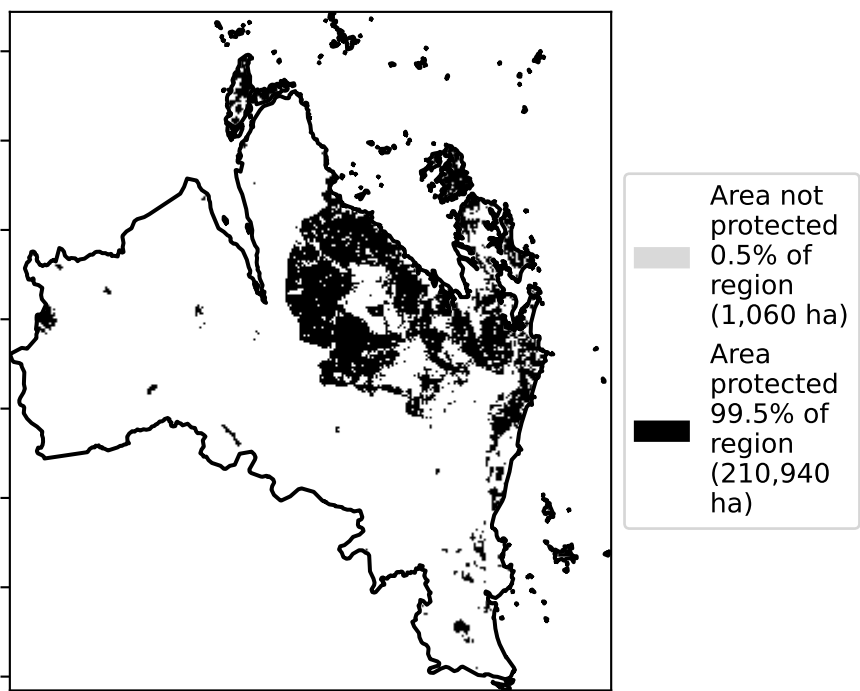 Area not
protected
0.5% of
region
(1,060 ha)
Area
protected
99.5% of
region
(210,940
ha)